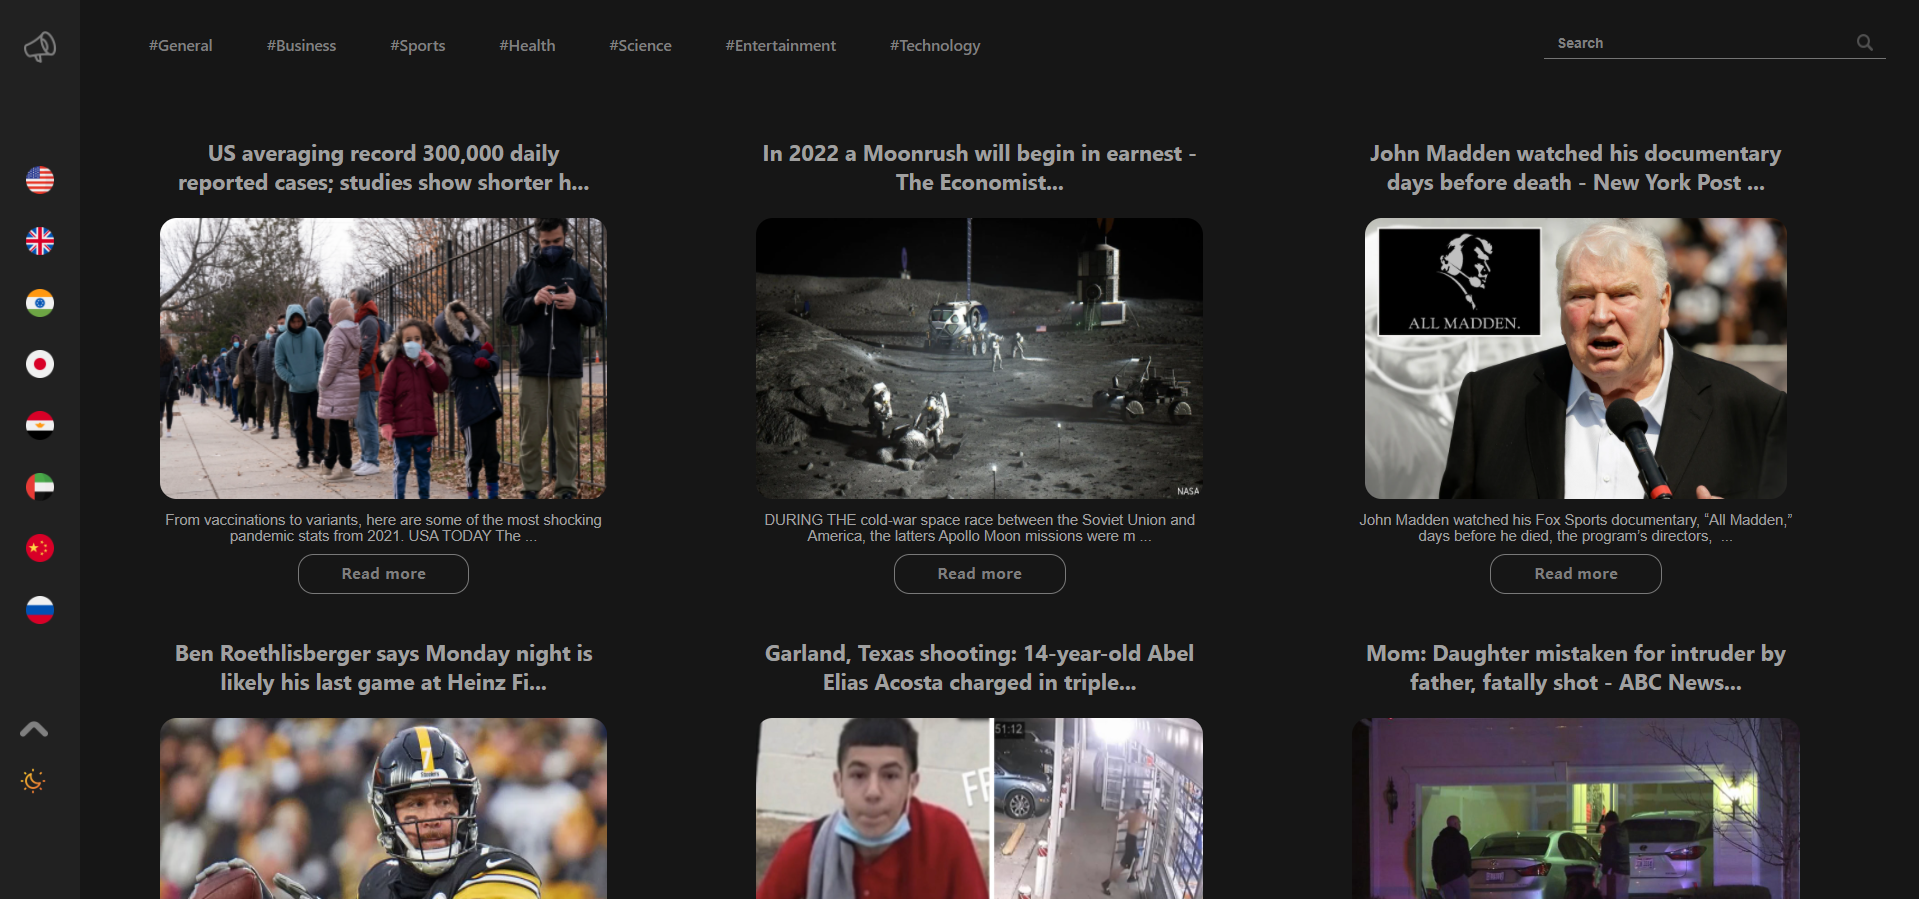 #General #Business #Sports #Health #Science #Entertainment #Technology
Search
US averaging record 300,000 daily
reported cases; studies show shorter h...
From vaccinations to variants, here are some of the most shocking
pandemic stats from 2021. USA TODAY The ...
Read more
In 2022 a Moonrush will begin in earnest -
The Economist...
NASA
DURING THE cold-war space race between the Soviet Union and
America, the latters Apollo Moon missions were m ...
Read more
John Madden watched his documentary
days before death - New York Post ...
ALL MADDEN.
John Madden watched his Fox Sports documentary, “All Madden,”
days before he died, the program’s directors,  ...
Read more
Ben Roethlisberger says Monday night is
likely his last game at Heinz Fi...
7
Steelers
Garland, Texas shooting: 14-year-old Abel
Elias Acosta charged in triple...
51:12
FR
Mom: Daughter mistaken for intruder by
father, fatally shot - ABC News...